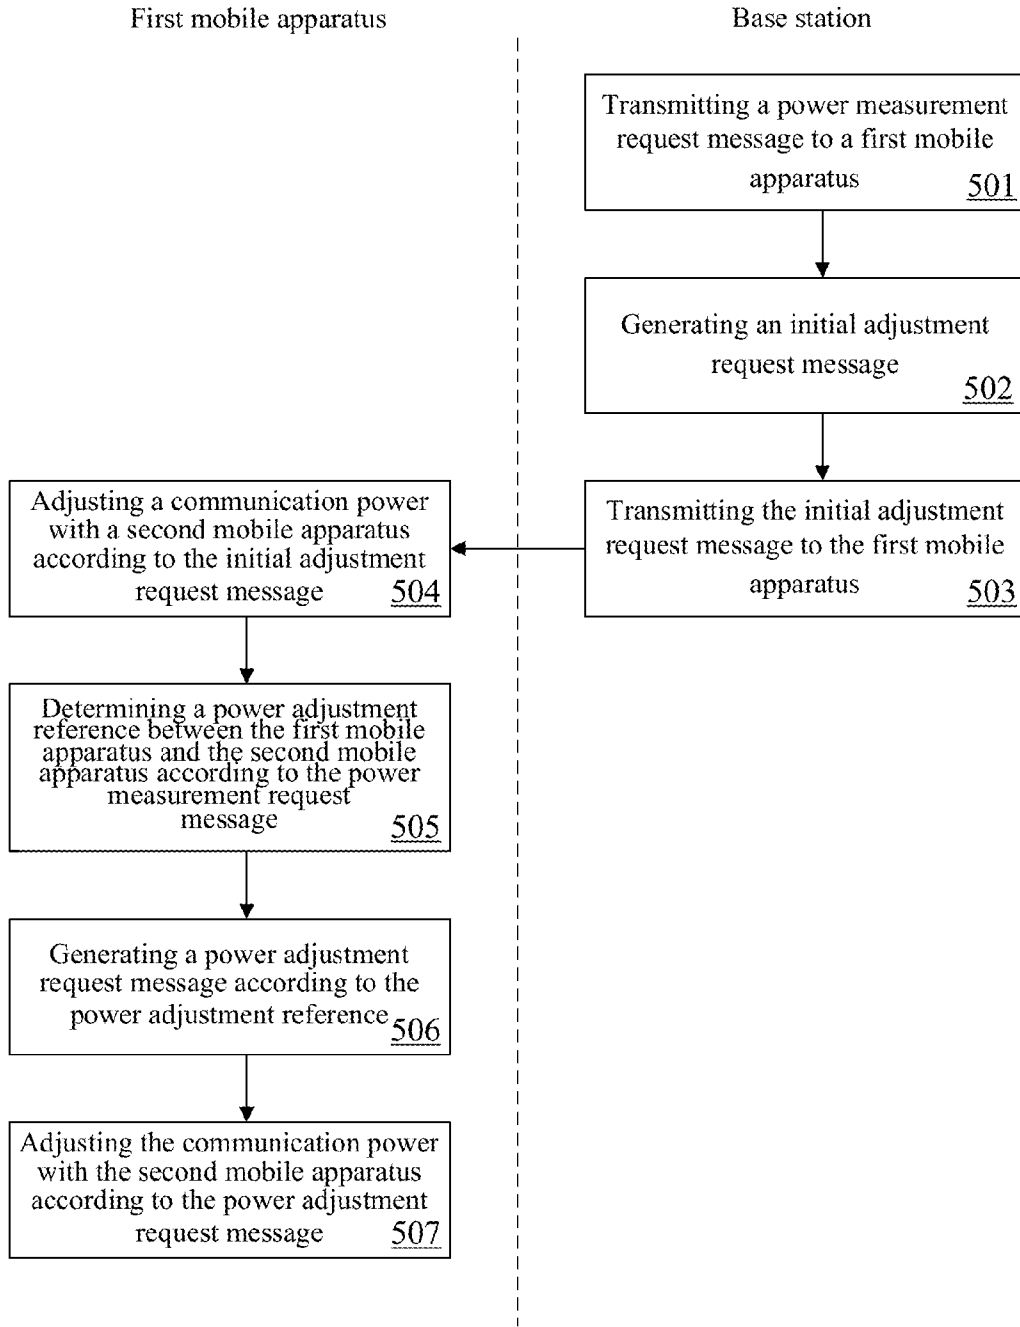 First mobile apparatus
Base station
Transmitting a power measurement
request message to a first mobile
apparatus
501
Generating an initial adjustment
request message
502
Transmitting the initial adjustment
request message to the first mobile
apparatus
503
Adjusting a communication power
with a second mobile apparatus
according to the initial adjustment
request message
504
Determining a power adjustment
reference between the first mobile
apparatus and the second mobile
apparatus according to the power
measurement request
message
505
Generating a power adjustment
request message according to the
power adjustment reference
506
Adjusting the communication power
with the second mobile apparatus
according to the power adjustment
request message
507